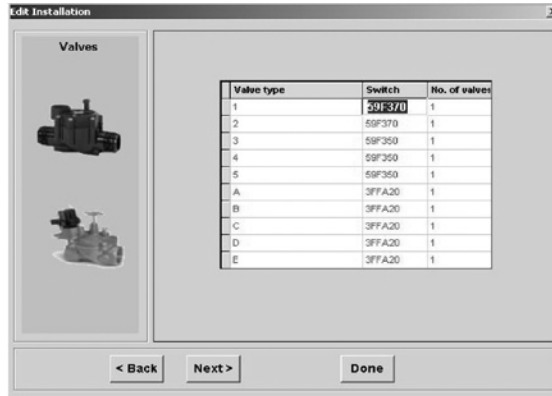 Edit Installation
Valves
Valve type Switch No. of valves
1 59F370 1
2 59F370 1
3 59F350 1
4 59F350 1
5 59F350 1
A 3FFA20 1
B 3FFA20 1
C 3FFA20 1
D 3FFA20 1
E 3FFA20 1
< Back Next > Done